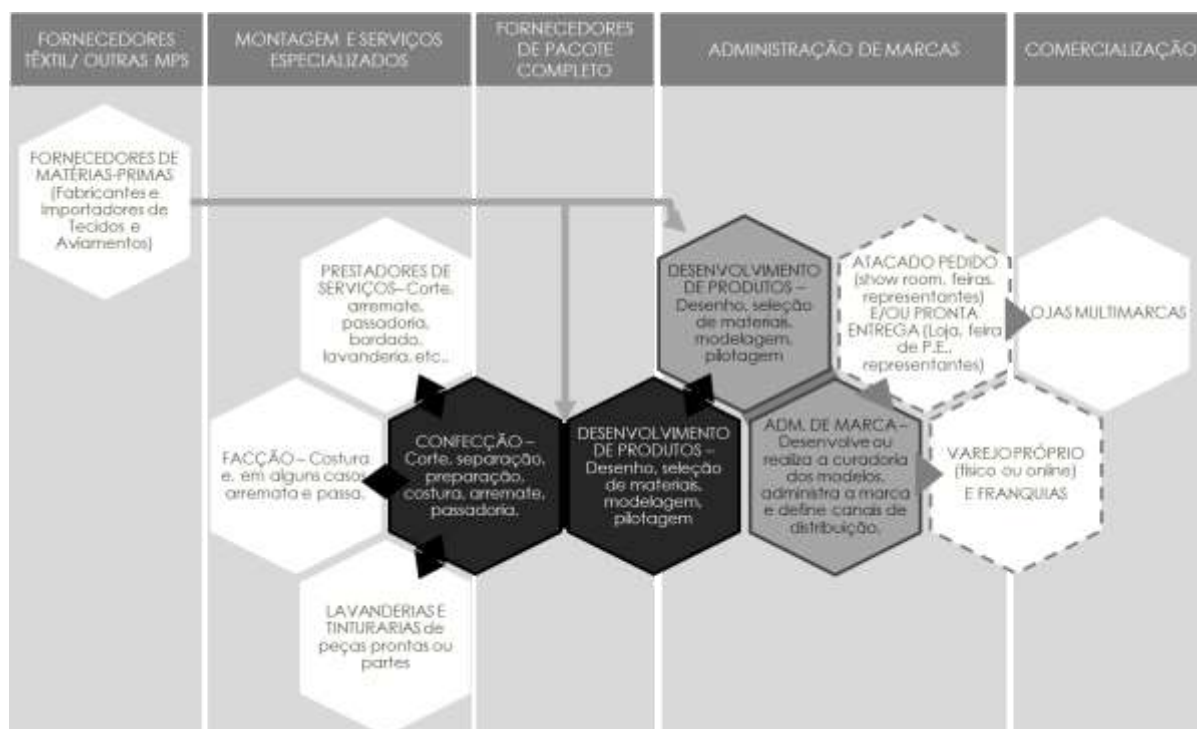 FORNECEDORES
TÊXTIL/ OUTRAS MPS
MONTAGEM E SERVIÇOS
ESPECIALIZADOS
FORNECEDORES
DE PACOTE
COMPLETO
ADMINISTRAÇÃO DE MARCAS
COMERCIALIZAÇÃO
FORNECEDORES DE
MATÉRIAS-PRIMAS
(Fabricantes e
Importadores de
Tecidos e
Aviamentos)
PRESTADORES DE
SERVIÇOS– Corte,
arremate,
passadoria,
bordado,
lavanderia, etc..
DESENVOLVIMENTO
DE PRODUTOS –
Desenho, seleção
de materiais,
modelagem,
pilotagem
ATACADO PEDIDO
(show room, feiras,
representantes)
E/OU PRONTA
ENTREGA (Loja, feira
de P.E.,
representantes)
LOJAS MULTIMARCAS
FACÇÃO – Costura
e, em alguns casos,
arremata e passa.
CONFECÇÃO –
Corte, separação,
preparação,
costura, arremate,
passadoria.
DESENVOLVIMENTO
DE PRODUTOS –
Desenho, seleção
de materiais,
modelagem,
pilotagem
ADM. DE MARCA –
Desenvolve ou
realiza a curadoria
dos modelos,
administra a marca
e define canais de
distribuição.
VAREJO PRÓPRIO
(físico ou online)
E FRANQUIAS
LAVANDERIAS E
TINTURARIAS de
peças prontas ou
partes